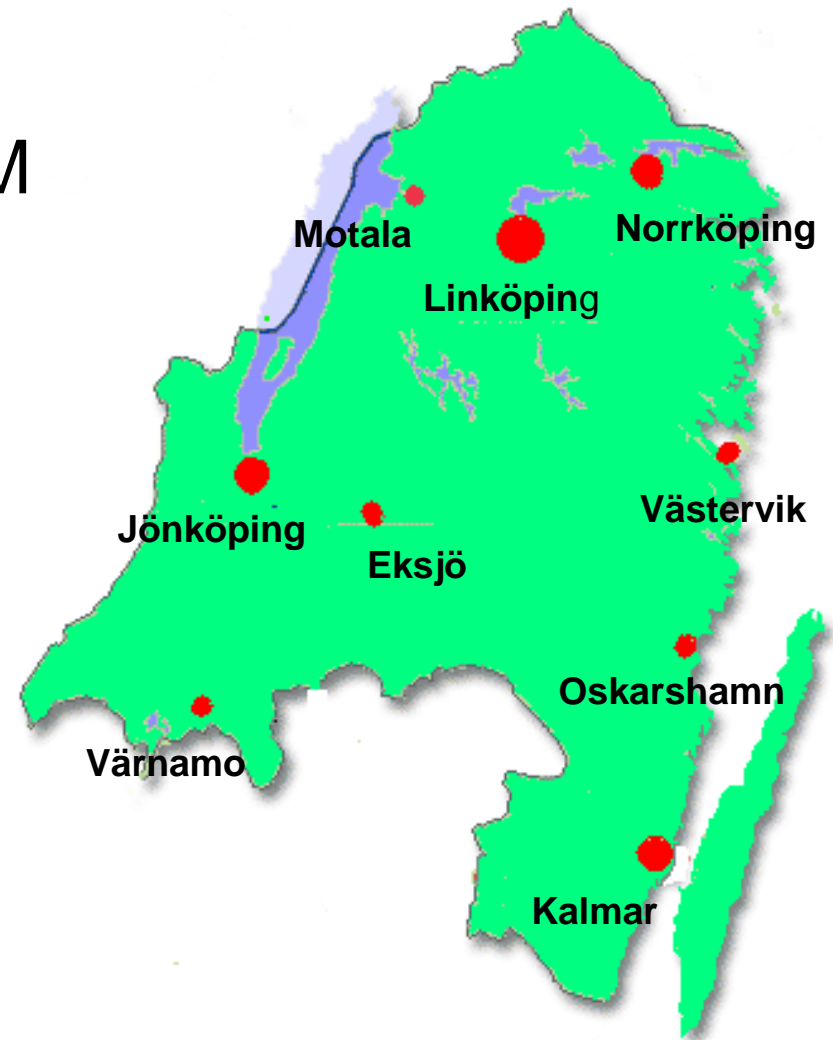 M
Motala
Norrköping
Linköping
Jönköping
Västervik
Eksjö
Oskarshamn
Värnamo
Kalmar